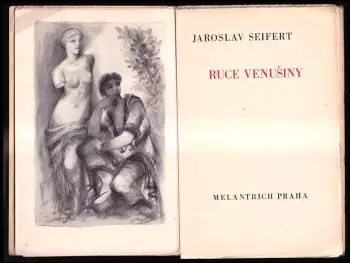 JAROSLAV SEIFERT
RUCE VENUŠINY
MELANTRICH PRAHA